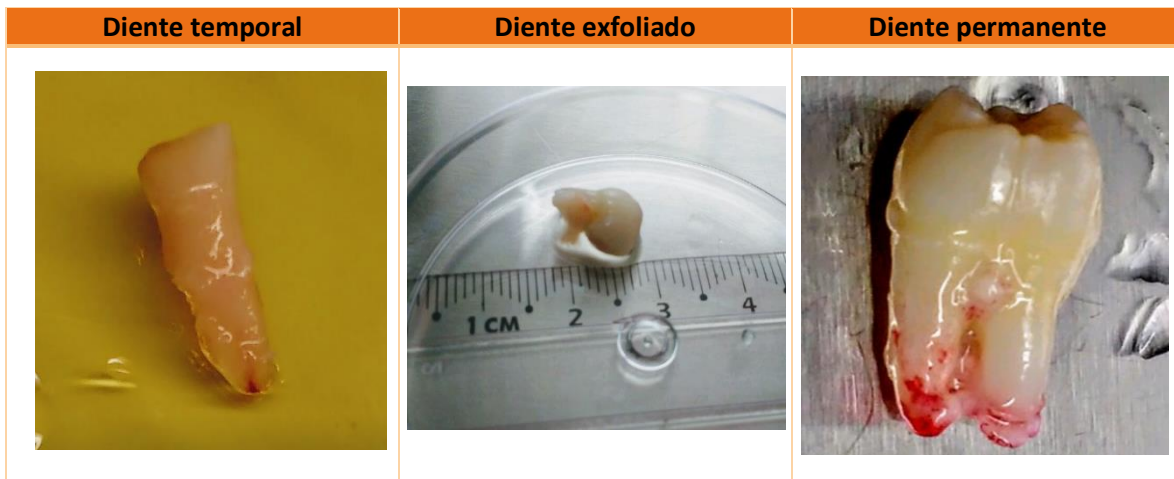 Diente temporal
Diente exfoliado
Diente permanente
1 CM 2 3 4